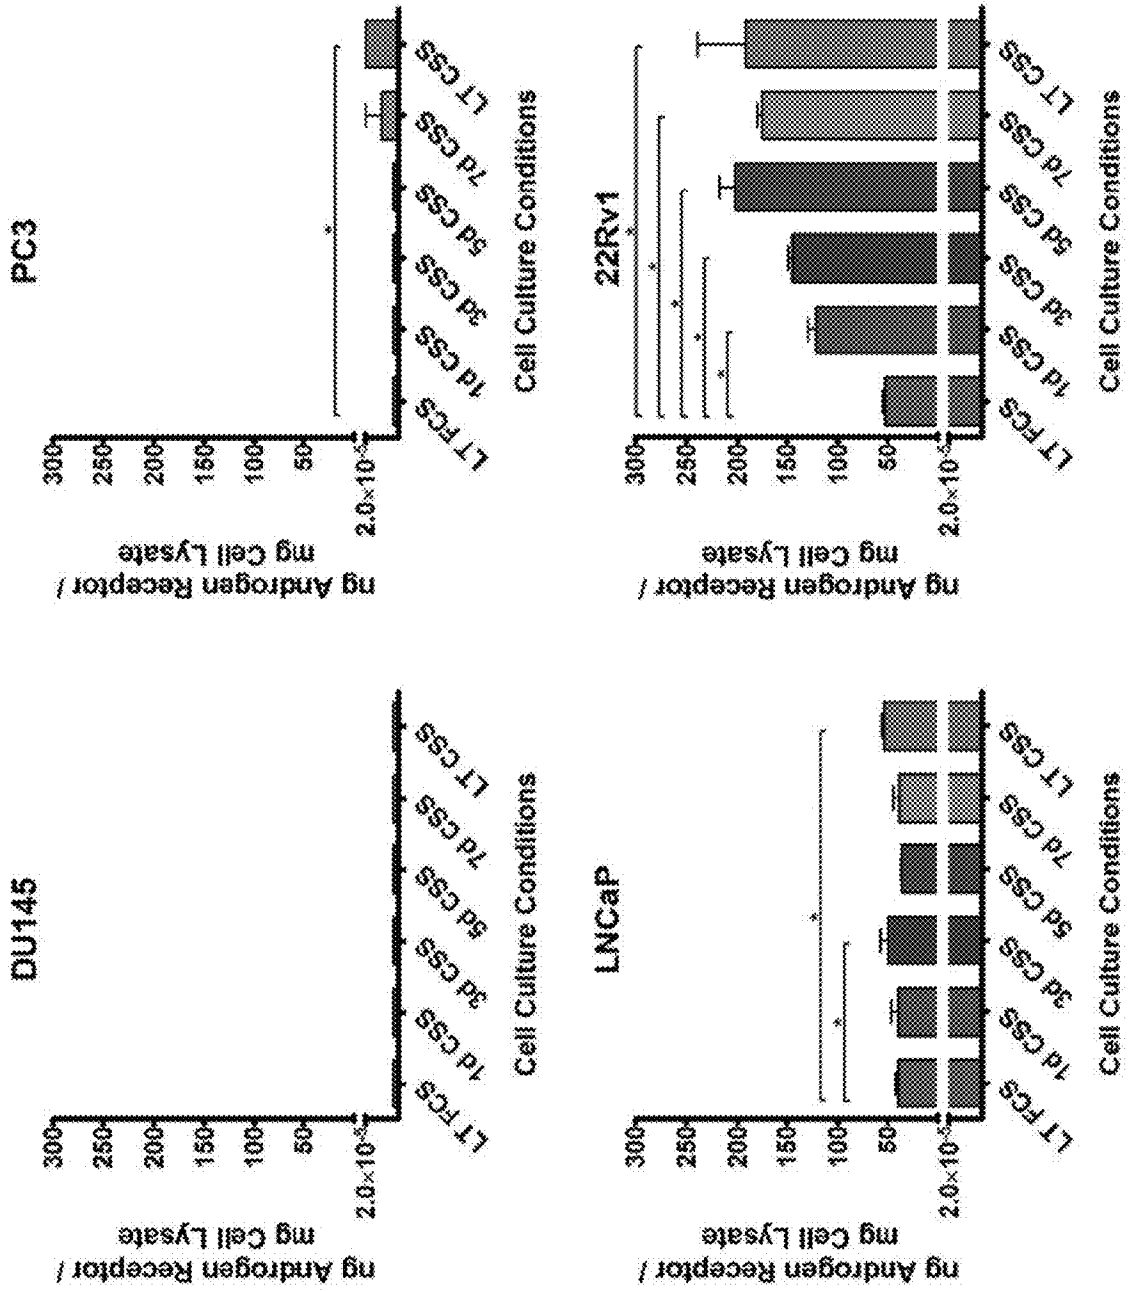 DU145
ng Androgen Receptor /
mg Cell Lysate
300
250
200
150
100
50
2.0×10⁻⁵
LT FCS
1d CSS
3d CSS
5d CSS
7d CSS
LT CSS
Cell Culture Conditions
PC3
ng Androgen Receptor /
mg Cell Lysate
300
250
200
150
100
50
2.0×10⁻⁵
*
LT FCS
1d CSS
3d CSS
5d CSS
7d CSS
LT CSS
Cell Culture Conditions
LNCaP
ng Androgen Receptor /
mg Cell Lysate
300
250
200
150
100
50
2.0×10⁻⁵
*
*
LT FCS
1d CSS
3d CSS
5d CSS
7d CSS
LT CSS
Cell Culture Conditions
22Rv1
ng Androgen Receptor /
mg Cell Lysate
300
250
200
150
100
50
2.0×10⁻⁵
*
*
*
*
*
LT FCS
1d CSS
3d CSS
5d CSS
7d CSS
LT CSS
Cell Culture Conditions